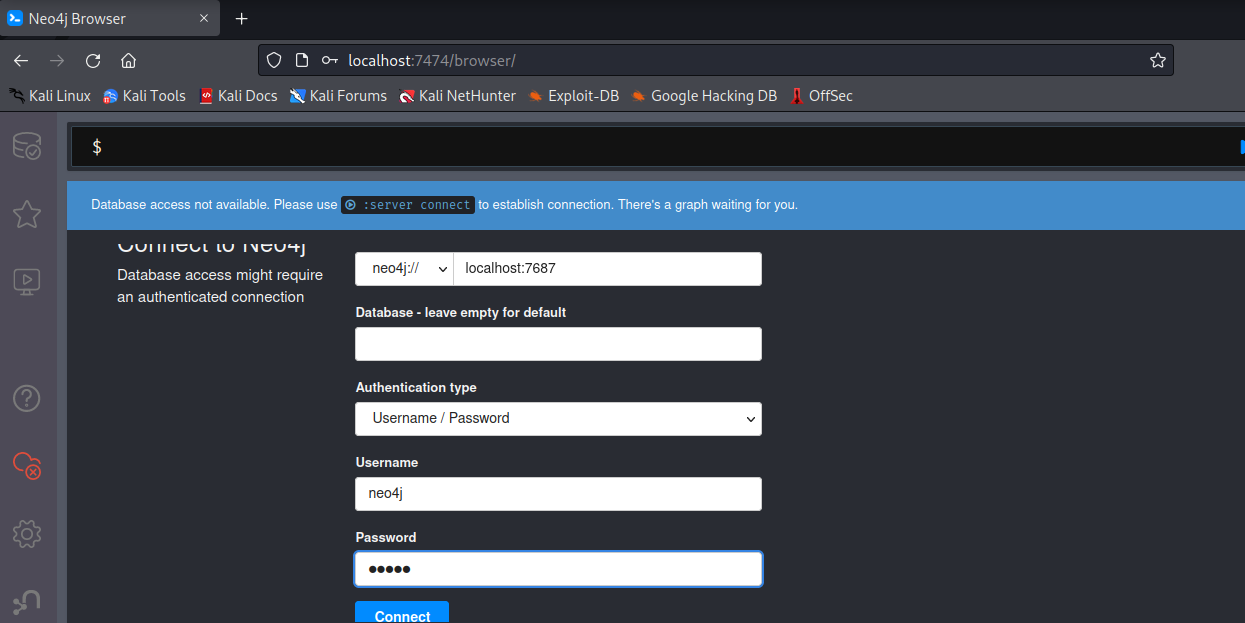 Neo4j Browser
localhost:7474/browser/
Kali Linux Kali Tools Kali Docs Kali Forums Kali NetHunter Exploit-DB Google Hacking DB OffSec
$
Database access not available. Please use :server connect to establish connection. There's a graph waiting for you.
Connect to Neo4j
Database access might require
an authenticated connection
neo4j:// localhost:7687
Database - leave empty for default
Authentication type
Username / Password
Username
neo4j
Password
•••••
Connect